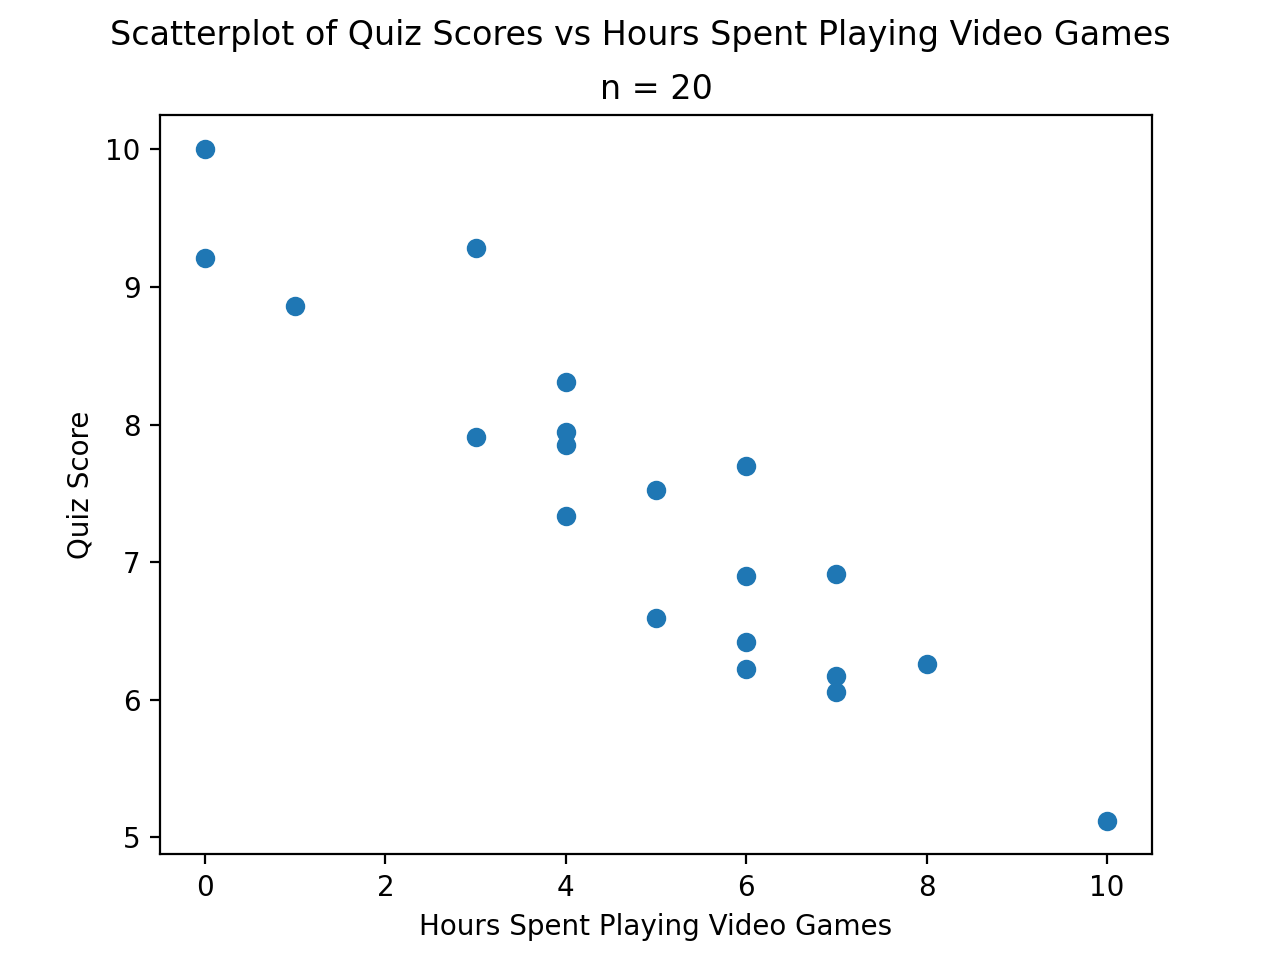 Scatterplot of Quiz Scores vs Hours Spent Playing Video Games
n = 20
10
9
8
7
6
5
Quiz Score
0 2 4 6 8 10
Hours Spent Playing Video Games